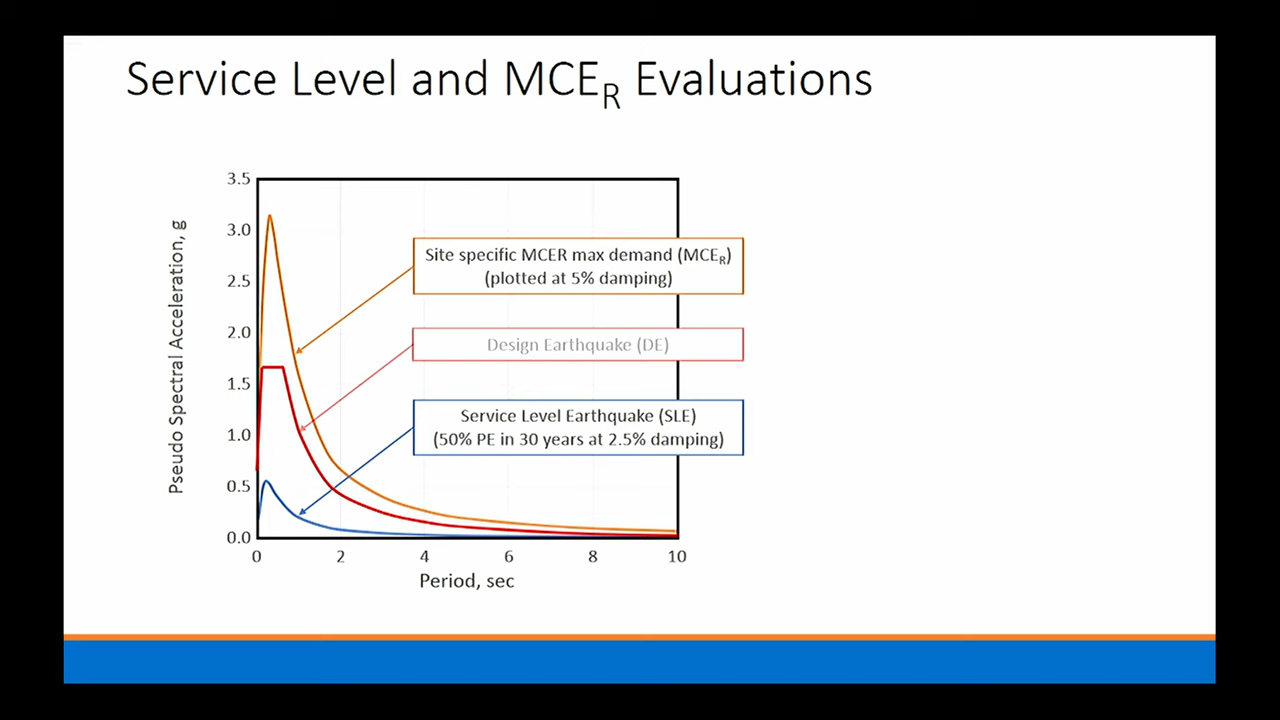 Service Level and MCER Evaluations
3.5
3.0
2.5
2.0
1.5
1.0
0.5
0.0
Pseudo Spectral Acceleration, g
Site specific MCER max demand (MCER)
(plotted at 5% damping)
Design Earthquake (DE)
Service Level Earthquake (SLE)
(50% PE in 30 years at 2.5% damping)
0 2 4 6 8 10
Period, sec